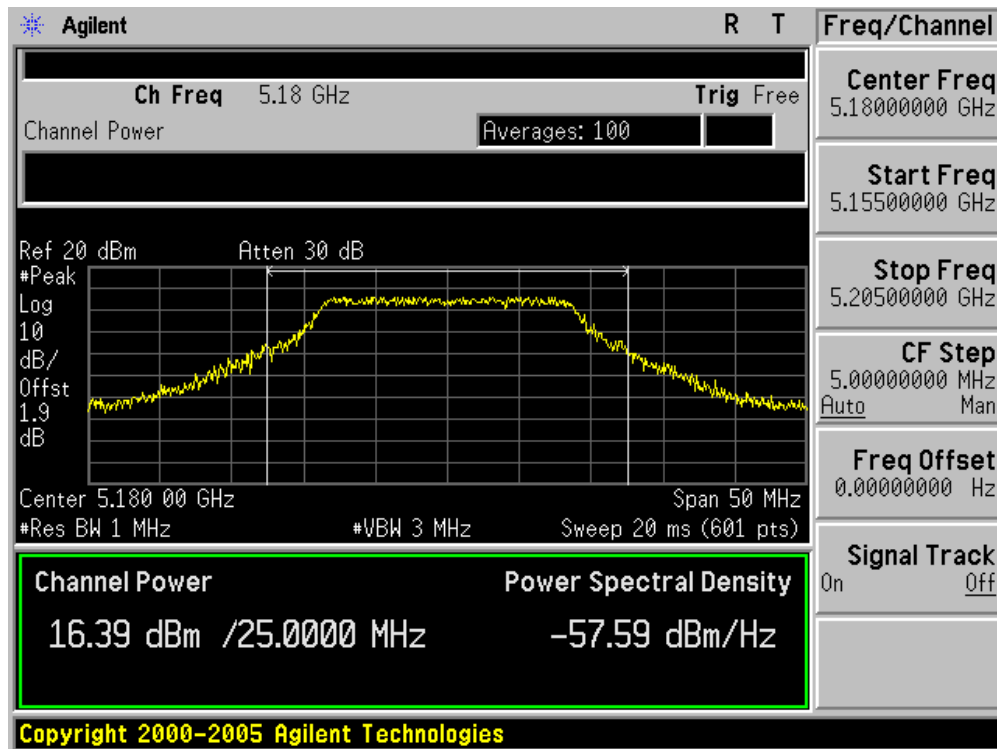 Agilent R T
Ch Freq 5.18 GHz Trig Free
Channel Power Averages: 100
Ref 20 dBm Atten 30 dB
#Peak
Log
10
dB/
Offst
1.9
dB
Center 5.180 00 GHz Span 50 MHz
#Res BW 1 MHz #VBW 3 MHz Sweep 20 ms (601 pts)
Channel Power Power Spectral Density
16.39 dBm /25.0000 MHz -57.59 dBm/Hz
Copyright 2000-2005 Agilent Technologies
Freq/Channel
Center Freq
5.18000000 GHz
Start Freq
5.15500000 GHz
Stop Freq
5.20500000 GHz
CF Step
5.00000000 MHz
Auto Man
Freq Offset
0.00000000 Hz
Signal Track
On Off